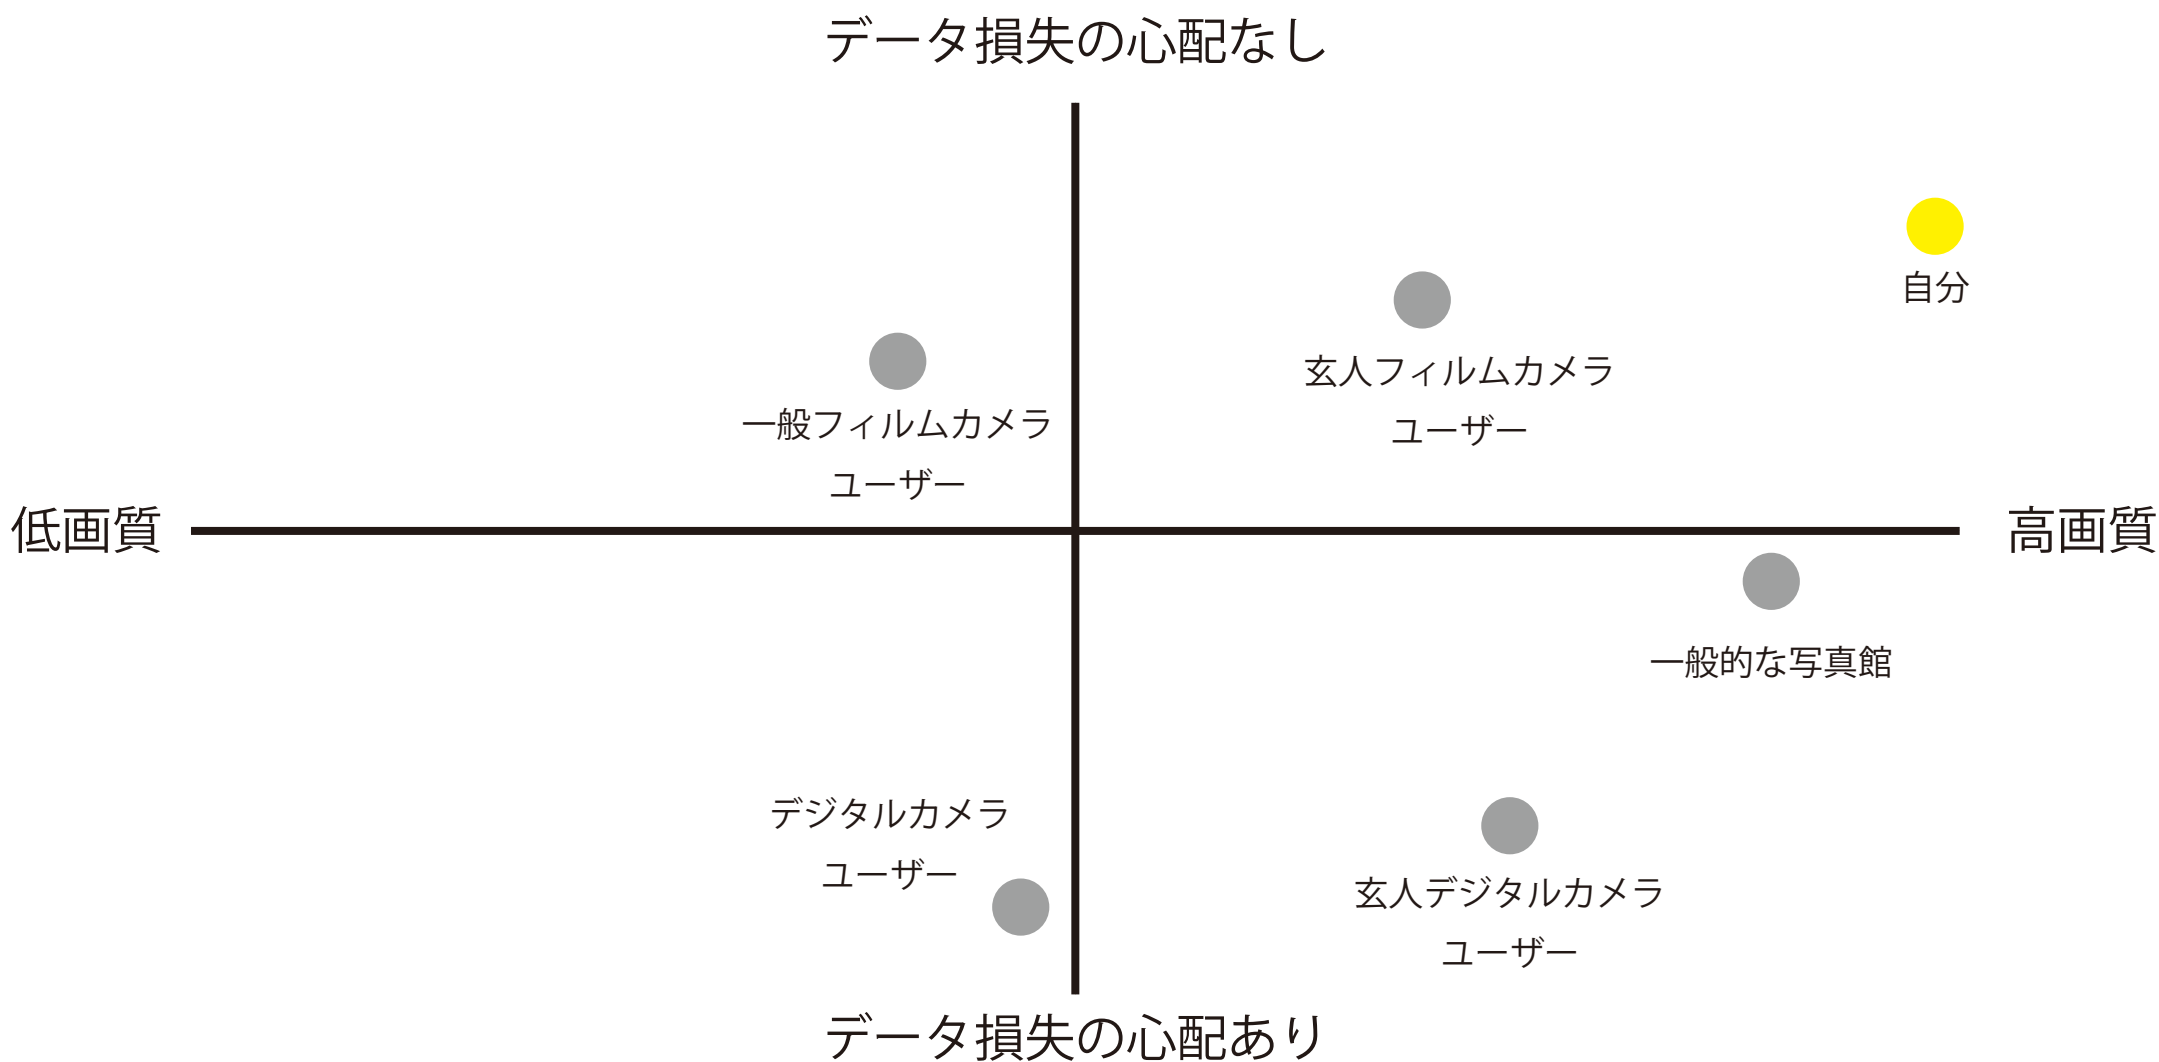 データ損失の心配なし
自分
玄人フィルムカメラ
ユーザー
一般フィルムカメラ
ユーザー
低画質
高画質
一般的な写真館
デジタルカメラ
ユーザー
玄人デジタルカメラ
ユーザー
データ損失の心配あり